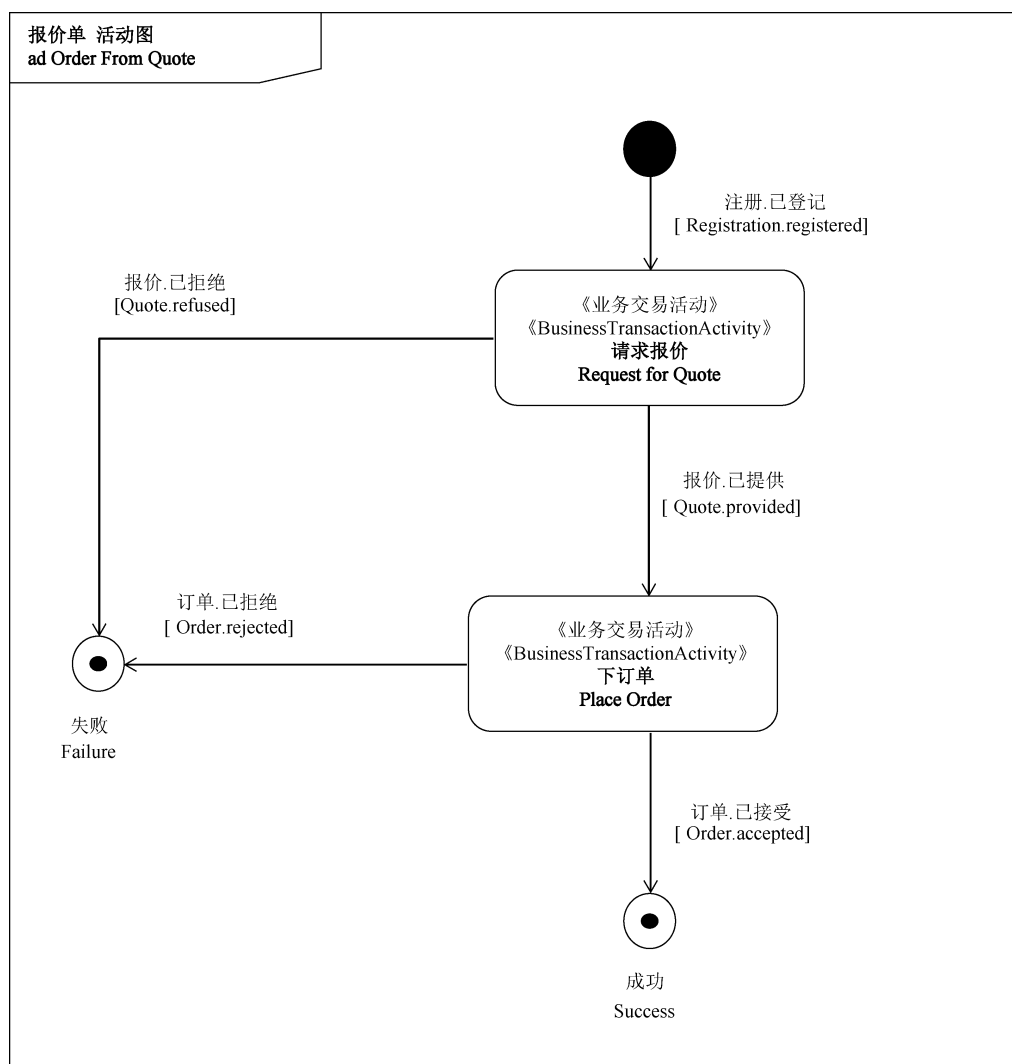 报价单 活动图
ad Order From Quote
注册.已登记
[ Registration.registered]
报价.已拒绝
[Quote.refused]
《业务交易活动》
《BusinessTransactionActivity》
请求报价
Request for Quote
报价.已提供
[ Quote.provided]
订单.已拒绝
[ Order.rejected]
《业务交易活动》
《BusinessTransactionActivity》
下订单
Place Order
失败
Failure
订单.已接受
[ Order.accepted]
成功
Success